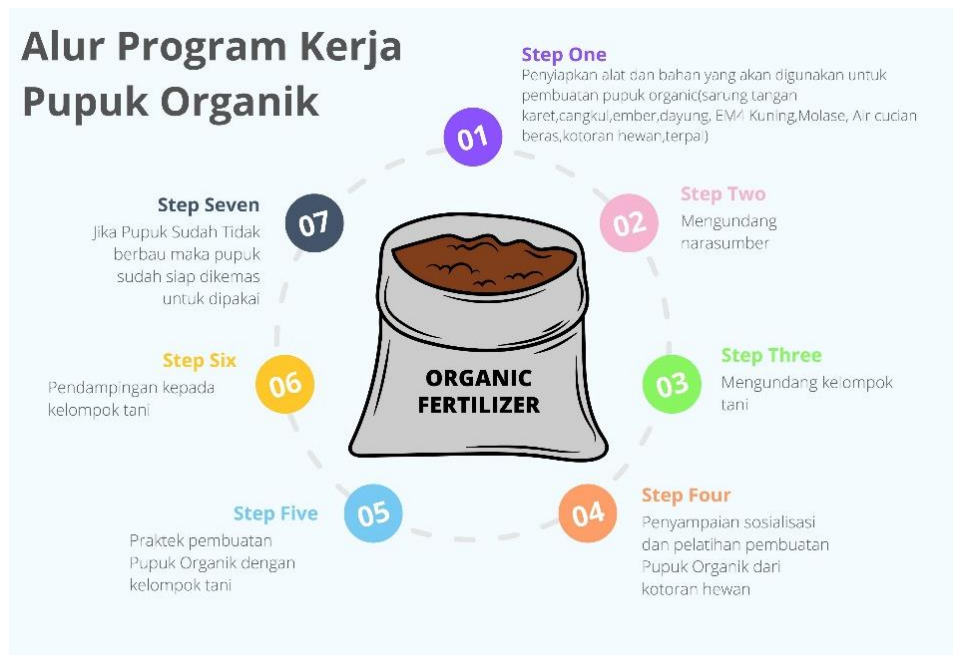 Alur Program Kerja
Pupuk Organik
Step One
Penyiapkan alat dan bahan yang akan digunakan untuk
pembuatan pupuk organic(sarung tangan
karet,cangkul,ember,dayung, EM4 Kuning,Molase, Air cucian
beras,kotoran hewan,terpal)
01
Step Two
Mengundang
narasumber
02
Step Three
Mengundang kelompok
tani
03
Step Four
Penyampaian sosialisasi
dan pelatihan pembuatan
Pupuk Organik dari
kotoran hewan
04
Step Five
Praktek pembuatan
Pupuk Organik dengan
kelompok tani
05
Step Six
Pendampingan kepada
kelompok tani
06
Step Seven
Jika Pupuk Sudah Tidak
berbau maka pupuk
sudah siap dikemas
untuk dipakai
07
ORGANIC
FERTILIZER